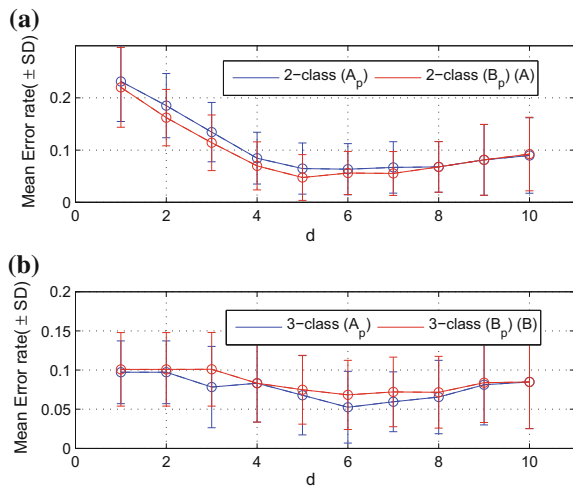 (a)
Mean Error rate( ± SD)
0.2
0.1
0
2−class (Ap)
2−class (Bp) (A)
0
2
4
6
8
10
d
(b)
Mean Error rate( ± SD)
0.2
0.15
0.1
0.05
0
3−class (Ap)
3−class (Bp) (B)
0
2
4
6
8
10
d